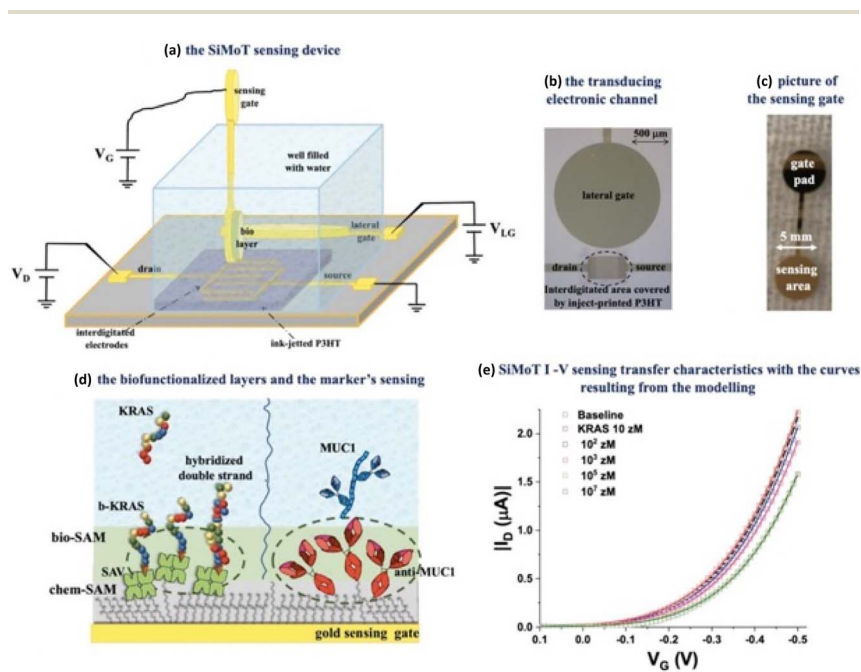 (a) the SiMoT sensing device
sensing
gate
VG
well filled
with water
bio
layer
lateral
gate
VLG
VD
drain
source
interdigitated
electrodes
ink-jetted P3HT
(b) the transducing
electronic channel
500 µm
lateral gate
drain
source
Interdigitated area covered
by inject-printed P3HT
(c) picture of
the sensing gate
gate
pad
5 mm
sensing
area
(d) the biofunctionalized layers and the marker's sensing
KRAS
hybridized
double strand
MUC1
b-KRAS
bio-SAM
SAV
anti-MUC1
chem-SAM
gold sensing gate
(e) SiMoT I -V sensing transfer characteristics with the curves
resulting from the modelling
Baseline
KRAS 10 zM
10² zM
10³ zM
10⁵ zM
10⁷ zM
|ID (µA)|
2.0
1.5
1.0
0.5
0.0
0.1 0.0 -0.1 -0.2 -0.3 -0.4 -0.5
VG (V)